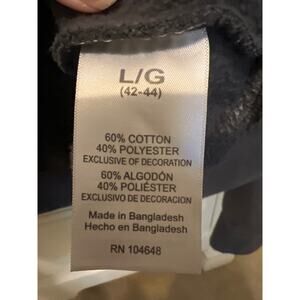 L/G
(42-44)
60% COTTON
40% POLYESTER
EXCLUSIVE OF DECORATION
60% ALGODÓN
40% POLIÉSTER
EXCLUSIVO DE DECORACION
Made in Bangladesh
Hecho en Bangladesh
RN 104648